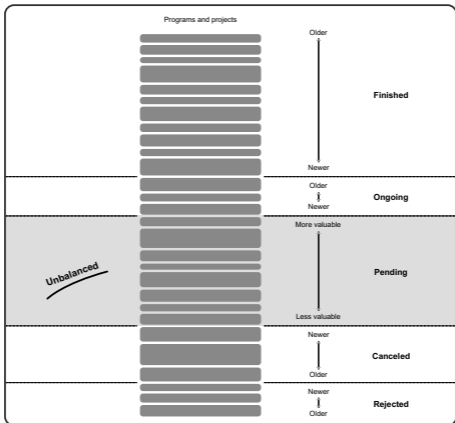 Programs and projects
Older
Finished
Newer
Older
Ongoing
Newer
More valuable
Unbalanced
Pending
Less valuable
Newer
Canceled
Older
Newer
Rejected
Older